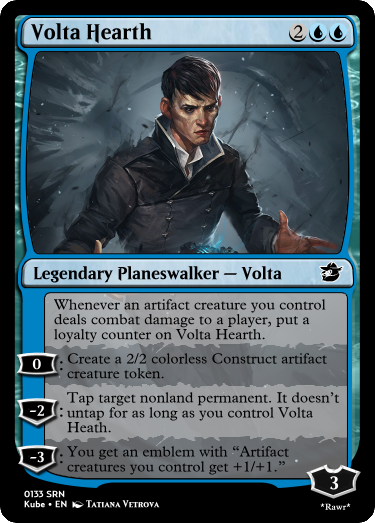 Volta Hearth 2
Legendary Planeswalker — Volta
Whenever an artifact creature you control
deals combat damage to a player, put a
loyalty counter on Volta Hearth.
0: Create a 2/2 colorless Construct artifact
creature token.
-2: Tap target nonland permanent. It doesn't
untap for as long as you control Volta
Heath.
-3: You get an emblem with “Artifact
creatures you control get +1/+1.”
3
0133 SRN
Kube • EN Tatiana Vetrova
*Rawr*